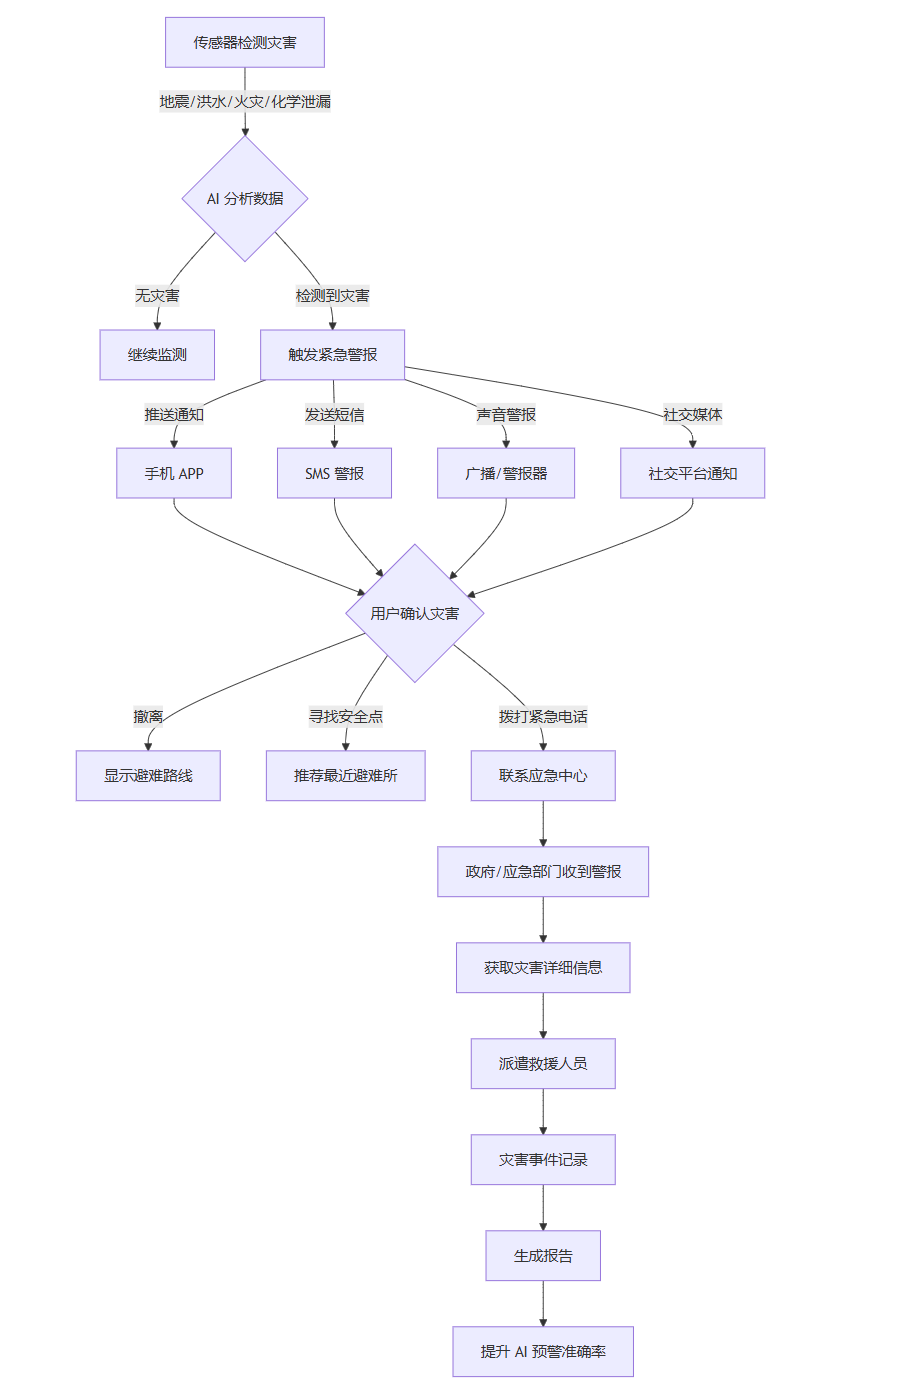 传感器检测灾害
地震/洪水/火灾/化学泄漏
AI 分析数据
无灾害
检测到灾害
继续监测
触发紧急警报
推送通知
发送短信
声音警报
社交媒体
手机 APP
SMS 警报
广播/警报器
社交平台通知
用户确认灾害
撤离
寻找安全点
拨打紧急电话
显示避难路线
推荐最近避难所
联系应急中心
政府/应急部门收到警报
获取灾害详细信息
派遣救援人员
灾害事件记录
生成报告
提升 AI 预警准确率